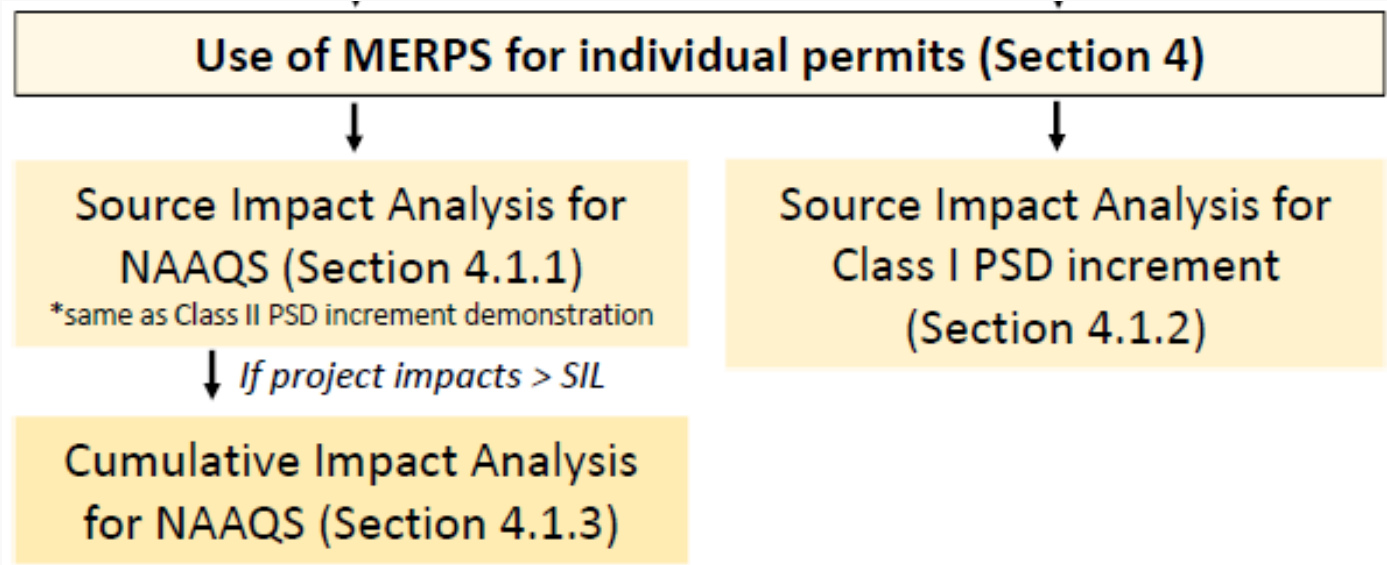 Use of MERPS for individual permits (Section 4)
Source Impact Analysis for
NAAQS (Section 4.1.1)
*same as Class II PSD increment demonstration
If project impacts > SIL
Cumulative Impact Analysis
for NAAQS (Section 4.1.3)
Source Impact Analysis for
Class I PSD increment
(Section 4.1.2)